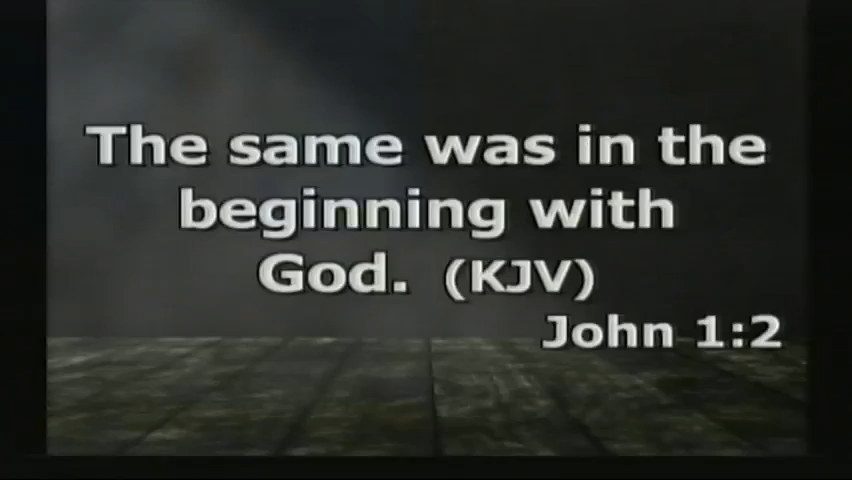 The same was in the
beginning with
God. (KJV)
John 1:2